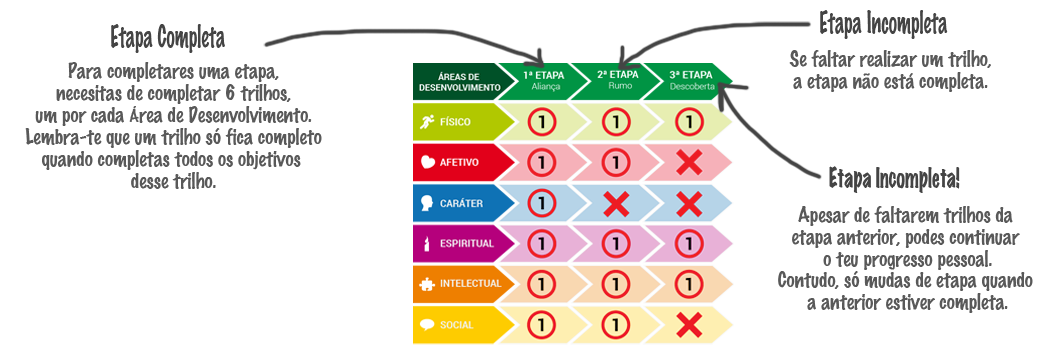 Etapa Completa
Para completares uma etapa,
necesitas de completar 6 trilhos,
um por cada Área de Desenvolvimento.
Lembra-te que um trilho só fica completo
quando completas todos os objetivos
desse trilho.
Etapa Incompleta
Se faltar realizar um trilho,
a etapa não está completa.
ÁREAS DE DESENVOLVIMENTO 1ª ETAPA Aliança 2ª ETAPA Rumo 3ª ETAPA Descoberta
FÍSICO 1 1 1
AFETIVO 1 1
CARÁTER 1
ESPIRITUAL 1 1 1
INTELECTUAL 1 1 1
SOCIAL 1 1
Etapa Incompleta!
Apesar de faltarem trilhos da
etapa anterior, podes continuar
o teu progresso pessoal.
Contudo, só mudas de etapa quando
a anterior estiver completa.